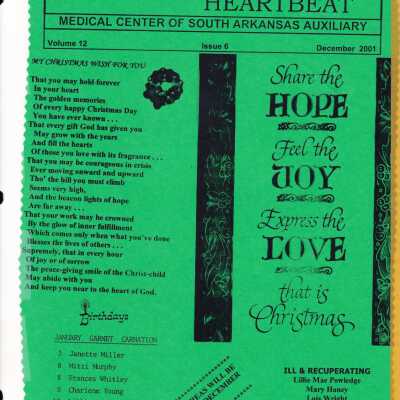 HEARTBEAT
MEDICAL CENTER OF SOUTH ARKANSAS AUXILIARY
Volume 12 Issue 6 December 2001
MY CHRISTMAS WISH FOR YOU
That you may hold forever
In your heart
The golden memories
Of every happy Christmas Day
You have ever known . . .
That every gift God has given you
May grow with the years
And fill the hearts
Of those you love with its fragrance . . .
That you may be courageous in crisis
Ever moving onward and upward
Tho' the hill you must climb
Seems very high,
And the beacon lights of hope
Are far away . . .
That your work may be crowned
By the glow of inner fulfillment
Which comes only when what you've done
Blesses the lives of others . . .
Supremely, that in every hour
Of joy or of sorrow
The peace-giving smile of the Christ-child
May abide with you
And keep you near to the heart of God.
Birthdays
JANUARY GARNET CARNATION
3 Janette Miller
8 Mitzi Murphy
8 Frances Whitley
9 Charlene Young
Share the
HOPE
Feel the
JOY
Express the
LOVE
that is
Christmas
WILL BE
DECEMBER
ILL & RECUPERATING
Lillie Mae Powledge
Mary Haney
Lois Wright